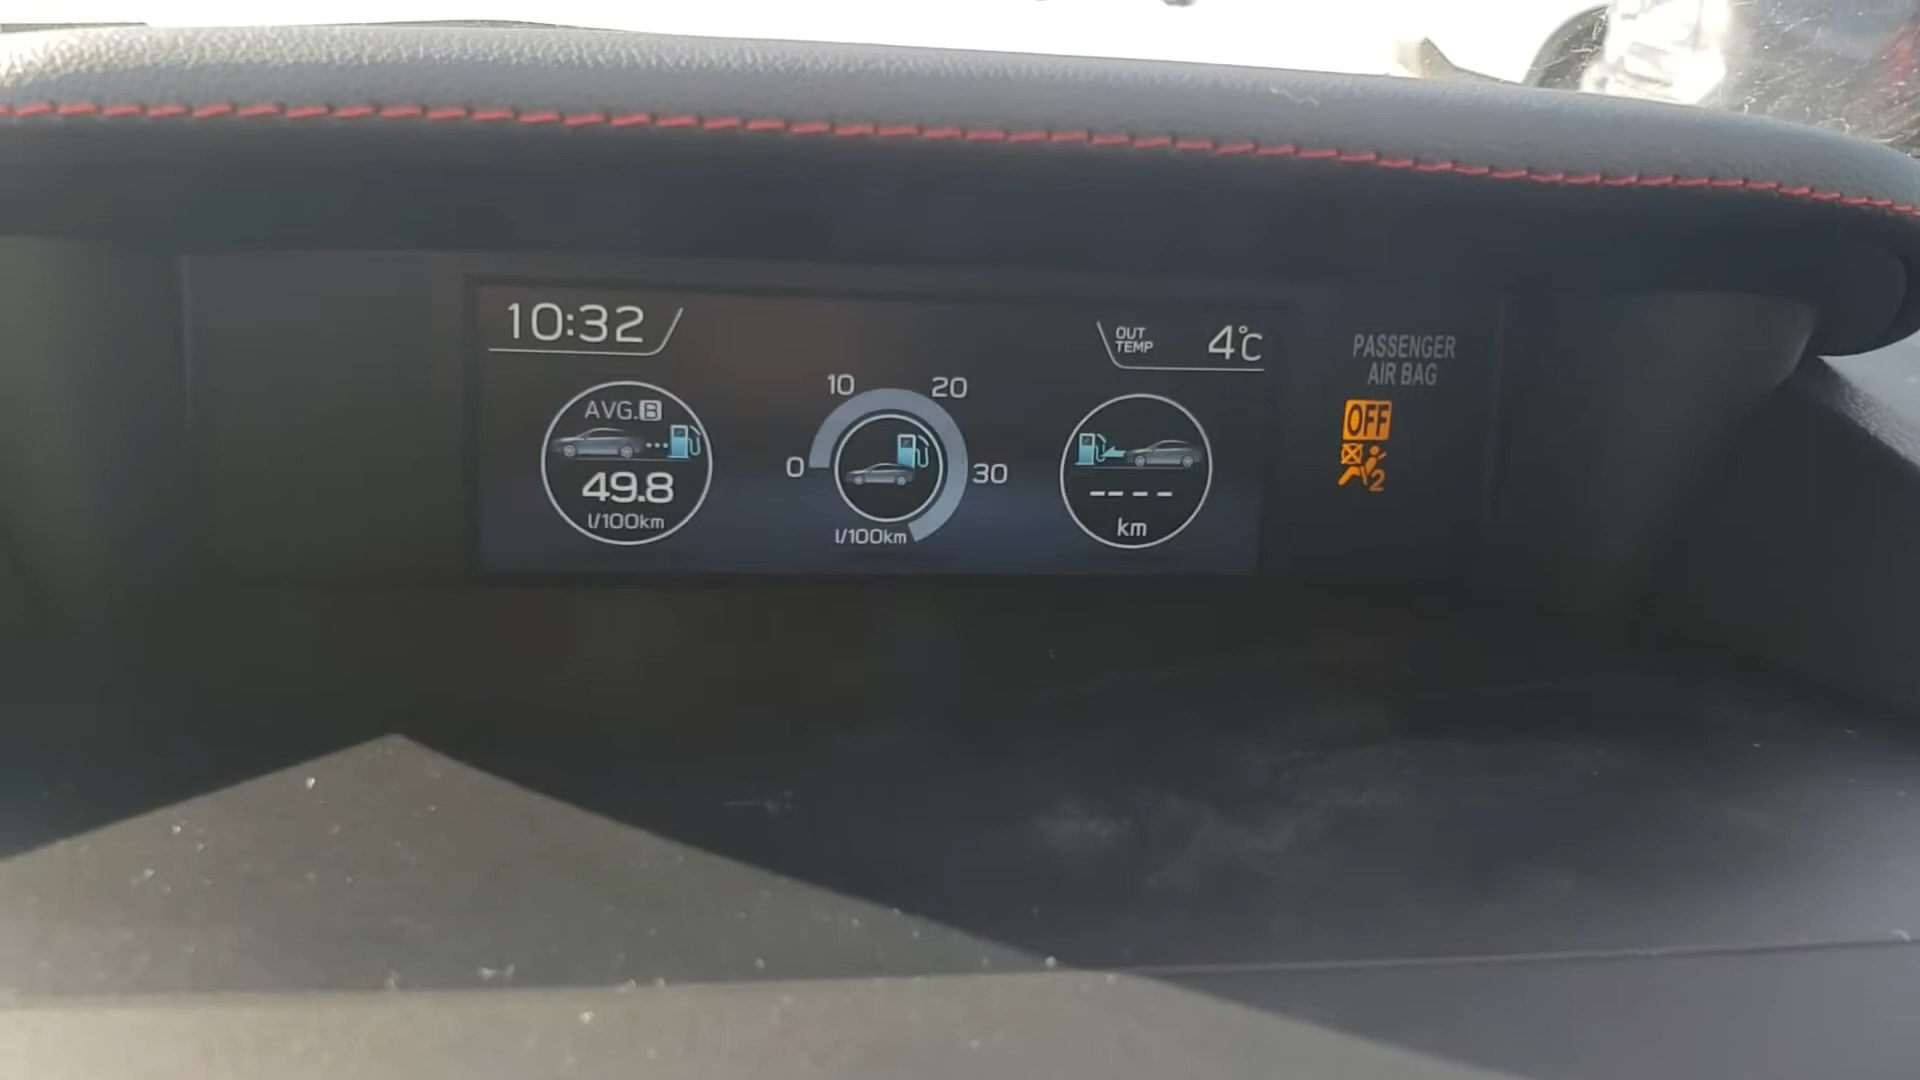 10:32
OUT
TEMP
4°C
AVG.B
49.8
l/100km
0
10
20
30
l/100km
----
km
PASSENGER
AIR BAG
OFF
2